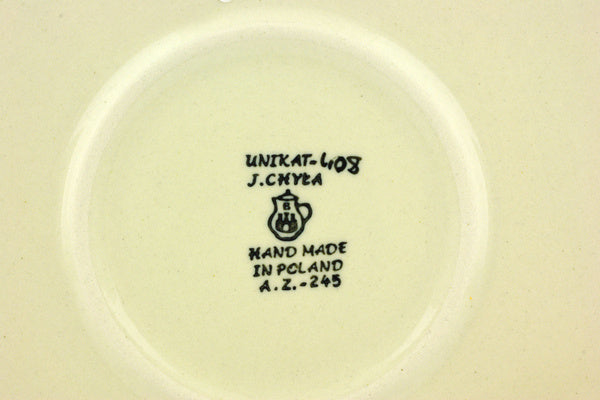 UNIKAT-408
J.CHYŁA
B
HAND MADE
IN POLAND
A.Z.-245